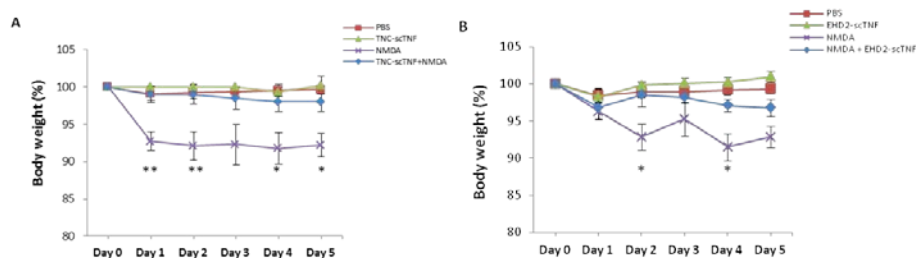 A
PBS
TNC-scTNF
NMDA
TNC-scTNF+NMDA
Body weight (%)
105
100
95
90
85
80
** ** * *
Day 0 Day 1 Day 2 Day 3 Day 4 Day 5
B
PBS
EHD2-scTNF
NMDA
NMDA + EHD2-scTNF
Body weight (%)
105
100
95
90
85
80
* *
Day 0 Day 1 Day 2 Day 3 Day 4 Day 5